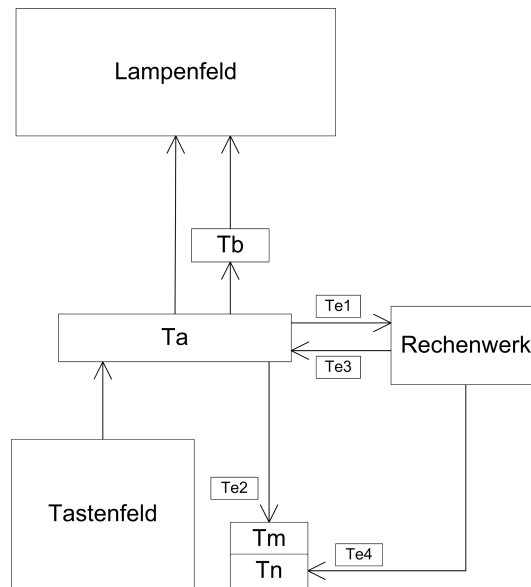 Lampenfeld
Tb
Te1
Ta
Rechenwerk
Te3
Tastenfeld
Te2
Tm
Tn
Te4